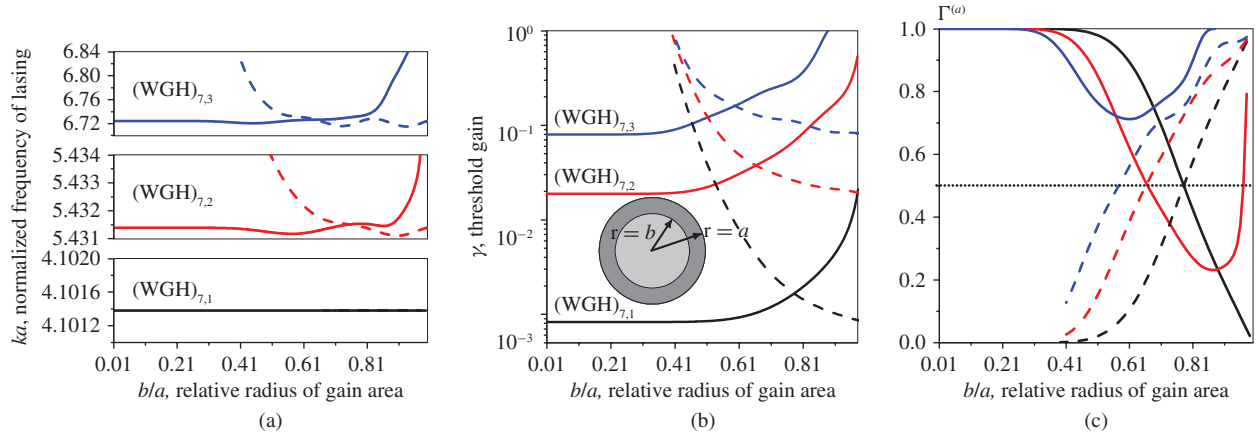 ka, normalized frequency of lasing
6.84
6.80
6.76
6.72
(WGH)7,3
5.434
5.433
5.432
5.431
(WGH)7,2
4.1020
4.1016
4.1012
(WGH)7,1
0.01 0.21 0.41 0.61 0.81
b/a, relative radius of gain area
(a)
γ, threshold gain
10^0
10^-1
10^-2
10^-3
(WGH)7,3
(WGH)7,2
r = b
r = a
(WGH)7,1
0.01 0.21 0.41 0.61 0.81
b/a, relative radius of gain area
(b)
Γ^(a)
1.0
0.8
0.6
0.4
0.2
0.0
0.01 0.21 0.41 0.61 0.81
b/a, relative radius of gain area
(c)